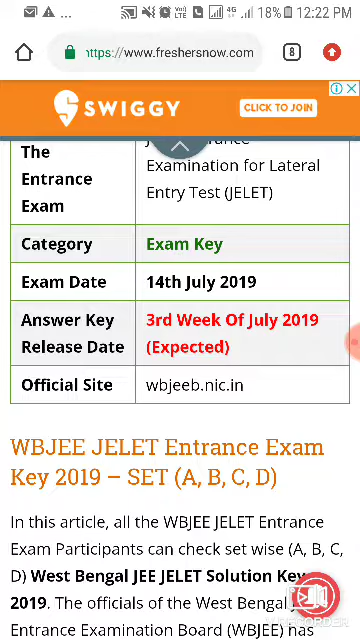 18% 12:22 PM
https://www.freshersnow.com
8
SWIGGY
CLICK TO JOIN
The
Entrance
Exam
Examination for Lateral
Entry Test (JELET)
Category
Exam Key
Exam Date
14th July 2019
Answer Key
Release Date
3rd Week Of July 2019
(Expected)
Official Site
wbjeeb.nic.in
WBJEE JELET Entrance Exam
Key 2019 – SET (A, B, C, D)
In this article, all the WBJEE JELET Entrance
Exam Participants can check set wise (A, B, C,
D) West Bengal JEE JELET Solution Key
2019. The officials of the West Bengal
Entrance Examination Board (WBJEE) has